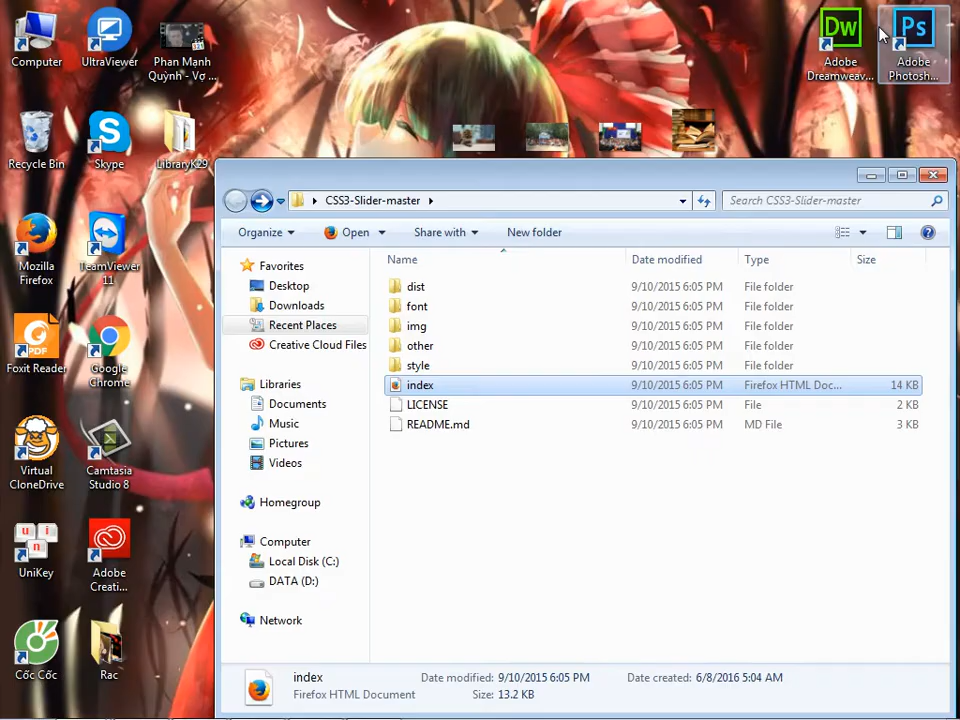 Computer
UltraViewer
Phan Mạnh
Quỳnh - Vợ ...
Dw
Adobe
Dreamweav...
Ps
Adobe
Photosh...
Recycle Bin
Skype
LibraryK29
Mozilla
Firefox
TeamViewer
11
PDF
Foxit Reader
Google
Chrome
Virtual
CloneDrive
Camtasia
Studio 8
u i
n
UniKey
Adobe
Creati...
Cốc Cốc
Rac
CSS3-Slider-master
Search CSS3-Slider-master
Organize
Open
Share with
New folder
Name
Date modified
Type
Size
Favorites
Desktop
Downloads
Recent Places
Creative Cloud Files
Libraries
Documents
Music
Pictures
Videos
Homegroup
Computer
Local Disk (C:)
DATA (D:)
Network
dist 9/10/2015 6:05 PM File folder
font 9/10/2015 6:05 PM File folder
img 9/10/2015 6:05 PM File folder
other 9/10/2015 6:05 PM File folder
style 9/10/2015 6:05 PM File folder
index 9/10/2015 6:05 PM Firefox HTML Doc... 14 KB
LICENSE 9/10/2015 6:05 PM File 2 KB
README.md 9/10/2015 6:05 PM MD File 3 KB
index Date modified: 9/10/2015 6:05 PM Date created: 6/8/2016 5:04 AM
Firefox HTML Document Size: 13.2 KB